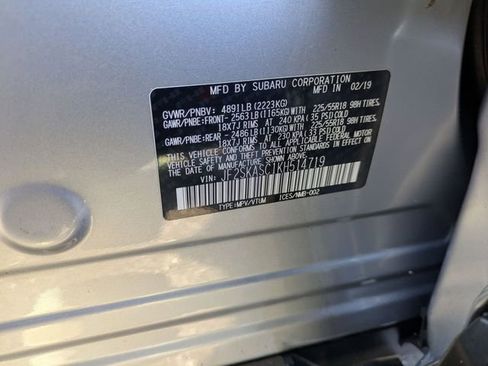 MFD. BY SUBARU CORPORATION MFD IN 02/19
GVWR/PNBV: 4891LB(2223KG)
GAWR/PNBE:FRONT- 2563LB(1165KG)WITH 225/55R18 98H TIRES,
18X7J RIMS AT 240 KPA(35 PSI)COLD
GAWR/PNBE:REAR- 2486LB(1130KG)WITH 225/55R18 98H TIRES,
18X7J RIMS AT 230 KPA(33 PSI)COLD
THIS VEHICLE CONFORMS TO ALL APPLICABLE FEDERAL MOTOR
VEHICLE SAFETY STANDARDS IN EFFECT ON
THE DATE OF MANUFACTURE SHOWN ABOVE.
VIN: JF2SKASC1KH514719
TYPE:MPV/VTUM ICES/NMB-002